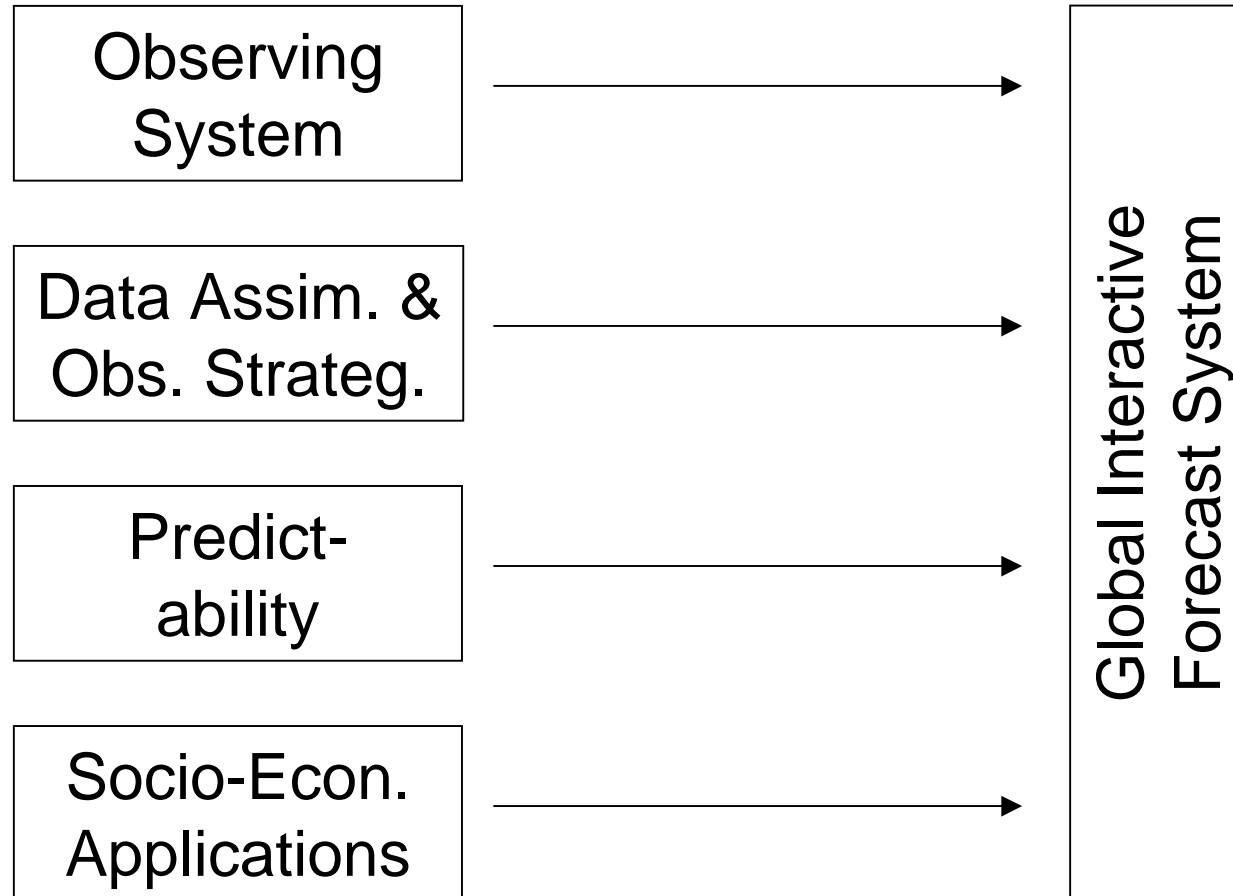 Observing
System
Data Assim. &
Obs. Strateg.
Predict-
ability
Socio-Econ.
Applications
Global Interactive
Forecast System